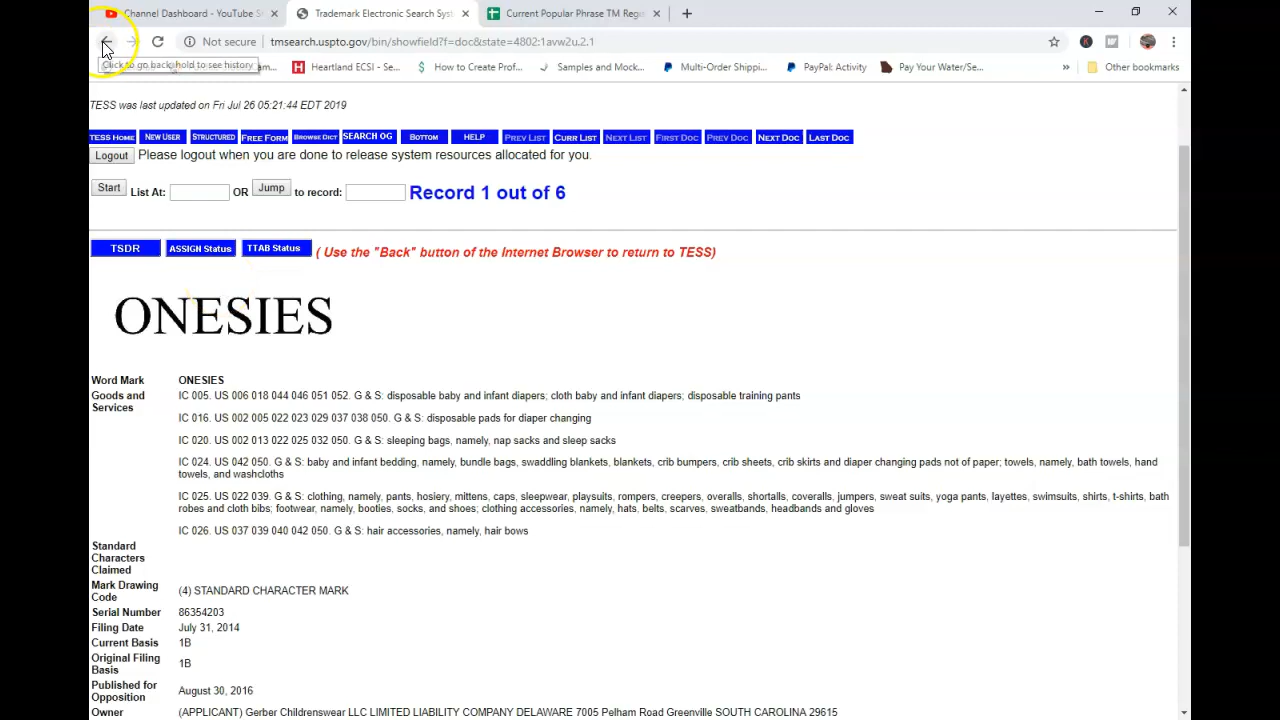 Channel Dashboard - YouTube St
Trademark Electronic Search Syst
Current Popular Phrase TM Regi
Not secure
tmsearch.uspto.gov/bin/showfield?f=doc&state=4802:1avw2u.2.1
Click to go back, hold to see history
Heartland ECSI - Se...
How to Create Prof...
Samples and Mock...
Multi-Order Shippi...
PayPal: Activity
Pay Your Water/Se...
»
Other bookmarks
TESS was last updated on Fri Jul 26 05:21:44 EDT 2019
TESS HOME NEW USER STRUCTURED FREE FORM BROWSE DICT SEARCH OG BOTTOM HELP PREV LIST CURR LIST NEXT LIST FIRST DOC PREV DOC NEXT DOC LAST DOC
Logout Please logout when you are done to release system resources allocated for you.
Start List At: OR Jump to record: Record 1 out of 6
TSDR ASSIGN Status TTAB Status ( Use the "Back" button of the Internet Browser to return to TESS)
ONESIES
Word Mark ONESIES
Goods and Services IC 005. US 006 018 044 046 051 052. G & S: disposable baby and infant diapers; cloth baby and infant diapers; disposable training pants
IC 016. US 002 005 022 023 029 037 038 050. G & S: disposable pads for diaper changing
IC 020. US 002 013 022 025 032 050. G & S: sleeping bags, namely, nap sacks and sleep sacks
IC 024. US 042 050. G & S: baby and infant bedding, namely, bundle bags, swaddling blankets, blankets, crib bumpers, crib sheets, crib skirts and diaper changing pads not of paper; towels, namely, bath towels, hand
towels, and washcloths
IC 025. US 022 039. G & S: clothing, namely, pants, hosiery, mittens, caps, sleepwear, playsuits, rompers, creepers, overalls, shortalls, coveralls, jumpers, sweat suits, yoga pants, layettes, swimsuits, shirts, t-shirts, bath
robes and cloth bibs; footwear, namely, booties, socks, and shoes; clothing accessories, namely, hats, belts, scarves, sweatbands, headbands and gloves
IC 026. US 037 039 040 042 050. G & S: hair accessories, namely, hair bows
Standard
Characters
Claimed
Mark Drawing
Code (4) STANDARD CHARACTER MARK
Serial Number 86354203
Filing Date July 31, 2014
Current Basis 1B
Original Filing
Basis 1B
Published for
Opposition August 30, 2016
Owner (APPLICANT) Gerber Childrenswear LLC LIMITED LIABILITY COMPANY DELAWARE 7005 Pelham Road Greenville SOUTH CAROLINA 29615